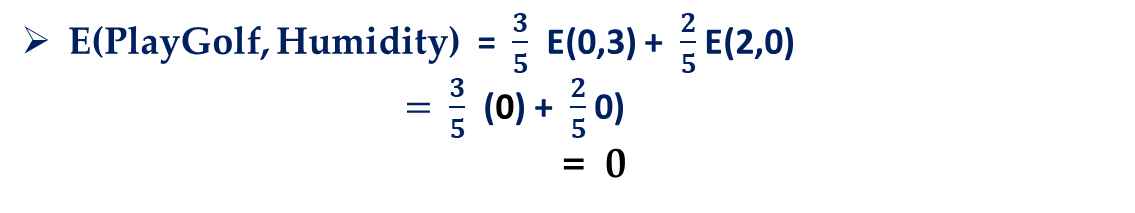 ➢ E(PlayGolf, Humidity) = 3/5 E(0,3) + 2/5 E(2,0)
= 3/5 (0) + 2/5 0)
= 0